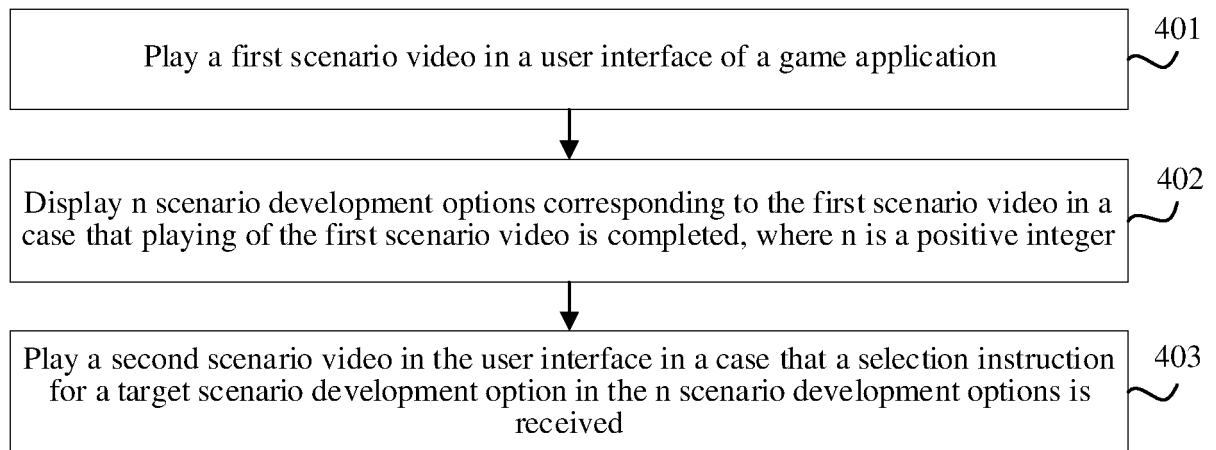 401
Play a first scenario video in a user interface of a game application
402
Display n scenario development options corresponding to the first scenario video in a
case that playing of the first scenario video is completed, where n is a positive integer
403
Play a second scenario video in the user interface in a case that a selection instruction
for a target scenario development option in the n scenario development options is
received